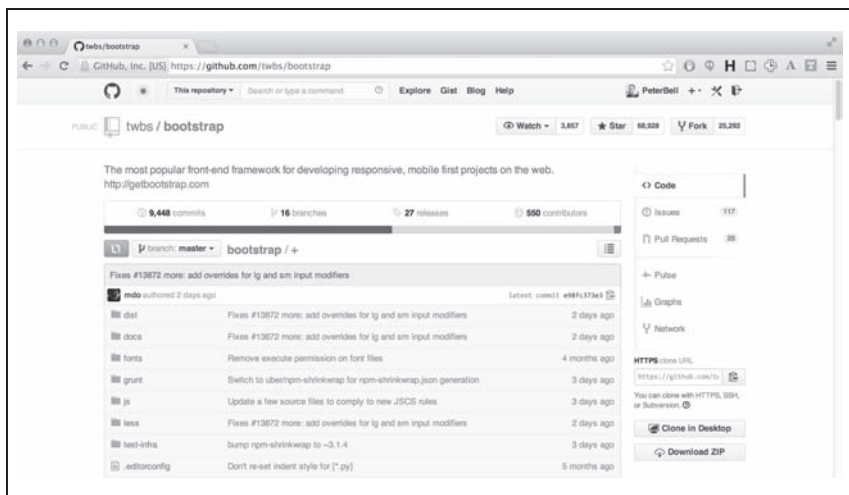 twbs/bootstrap
GitHub, Inc. [US] https://github.com/twbs/bootstrap
This repository Search or type a command Explore Gist Blog Help PeterBell
PUBLIC twbs / bootstrap Watch 3,857 Star 68,928 Fork 25,292
The most popular front-end framework for developing responsive, mobile first projects on the web.
http://getbootstrap.com
9,448 commits 16 branches 27 releases 550 contributors
branch: master bootstrap / +
Fixes #13872 more: add overrides for lg and sm input modifiers
mdo authored 2 days ago latest commit e98fc373e3
dist Fixes #13872 more: add overrides for lg and sm input modifiers 2 days ago
docs Fixes #13872 more: add overrides for lg and sm input modifiers 2 days ago
fonts Remove execute permission on font files 4 months ago
grunt Switch to uber/npm-shrinkwrap for npm-shrinkwrap.json generation 3 days ago
js Update a few source files to comply to new JSCS rules 3 days ago
less Fixes #13872 more: add overrides for lg and sm input modifiers 2 days ago
test-infra bump npm-shrinkwrap to ~3.1.4 3 days ago
.editorconfig Don't re-set indent style for [*.py] 5 months ago
Code
Issues 117
Pull Requests 28
Pulse
Graphs
Network
HTTPS clone URL
https://github.com/tw
You can clone with HTTPS, SSH,
or Subversion.
Clone in Desktop
Download ZIP